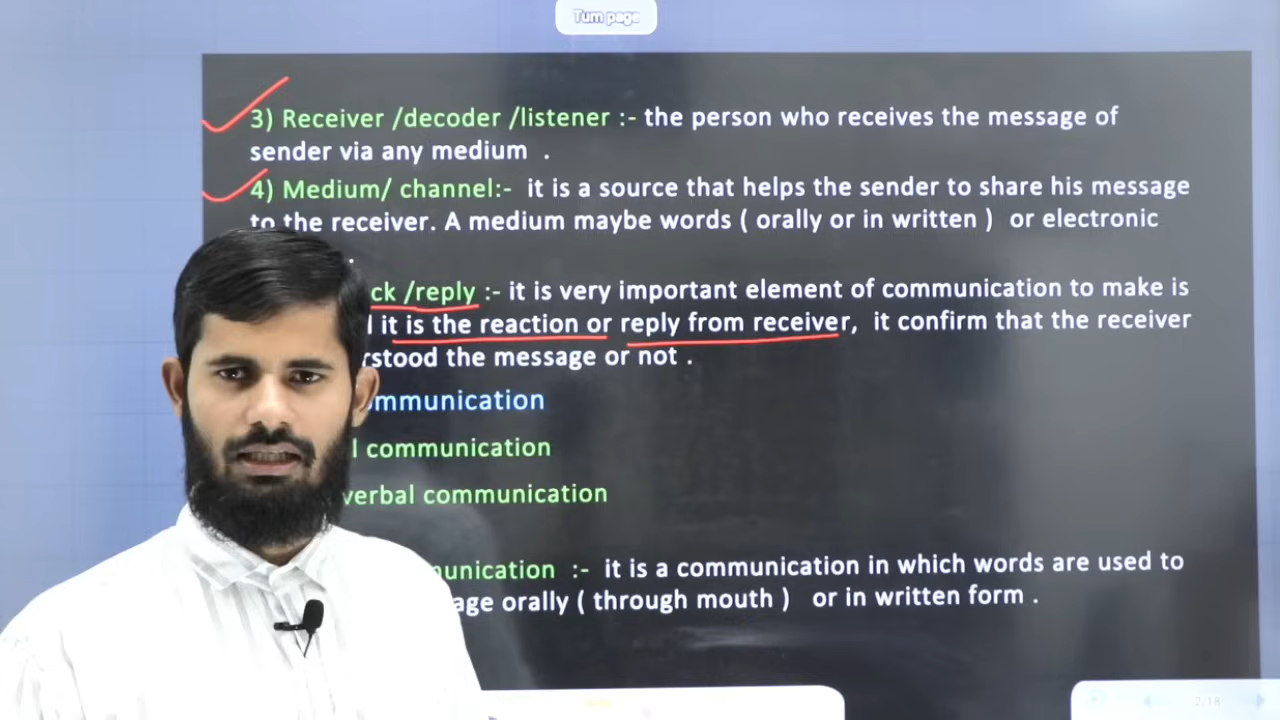 Turn page
3) Receiver /decoder /listener :- the person who receives the message of
sender via any medium .
4) Medium/ channel:- it is a source that helps the sender to share his message
to the receiver. A medium maybe words ( orally or in written ) or electronic
.
ck /reply :- it is very important element of communication to make is
it is the reaction or reply from receiver, it confirm that the receiver
rstood the message or not .
mmunication
l communication
verbal communication
unication :- it is a communication in which words are used to
age orally ( through mouth ) or in written form .
2/18